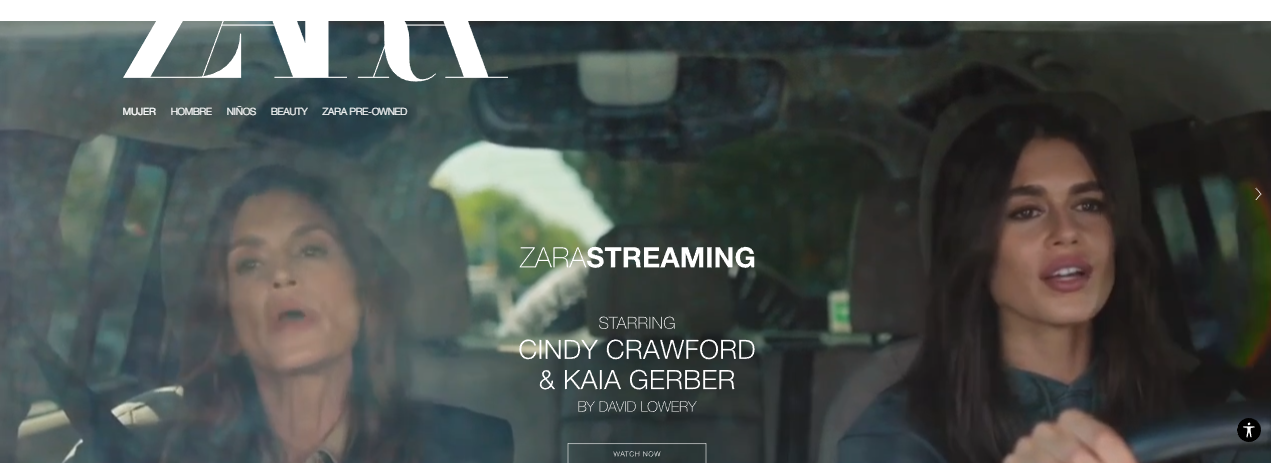 ZARA
MUJER HOMBRE NIÑOS BEAUTY ZARA PRE-OWNED
ZARASTREAMING
STARRING
CINDY CRAWFORD
& KAIA GERBER
BY DAVID LOWERY
WATCH NOW